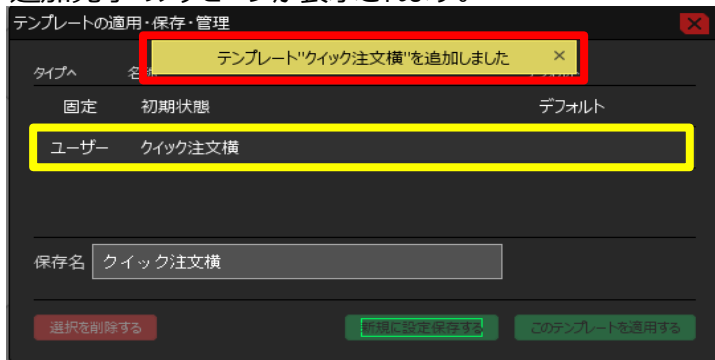 テンプレートの適用・保存・管理
テンプレート"クイック注文横"を追加しました ×
タイプへ
固定 初期状態 デフォルト
ユーザー クイック注文横
保存名 クイック注文横
選択を削除する 新規に設定保存する このテンプレートを適用する